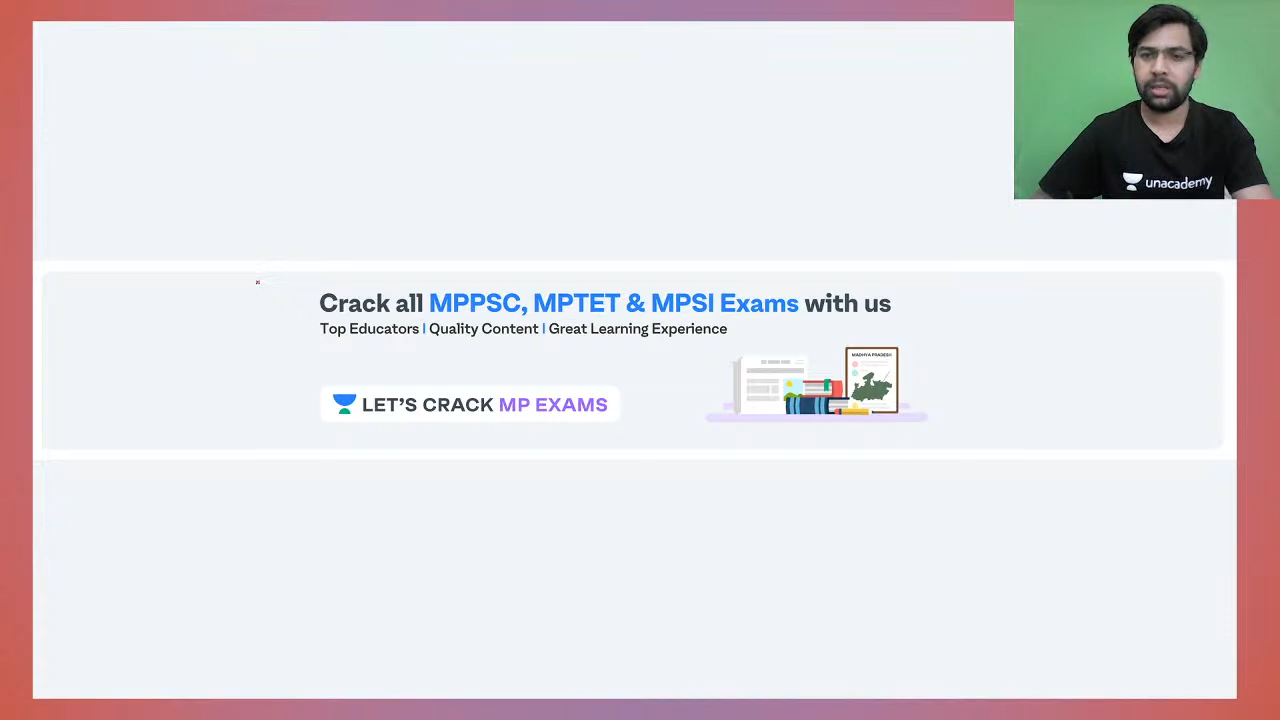 unacademy
Crack all MPPSC, MPTET & MPSI Exams with us
Top Educators | Quality Content | Great Learning Experience
MADHYA PRADESH
LET'S CRACK MP EXAMS